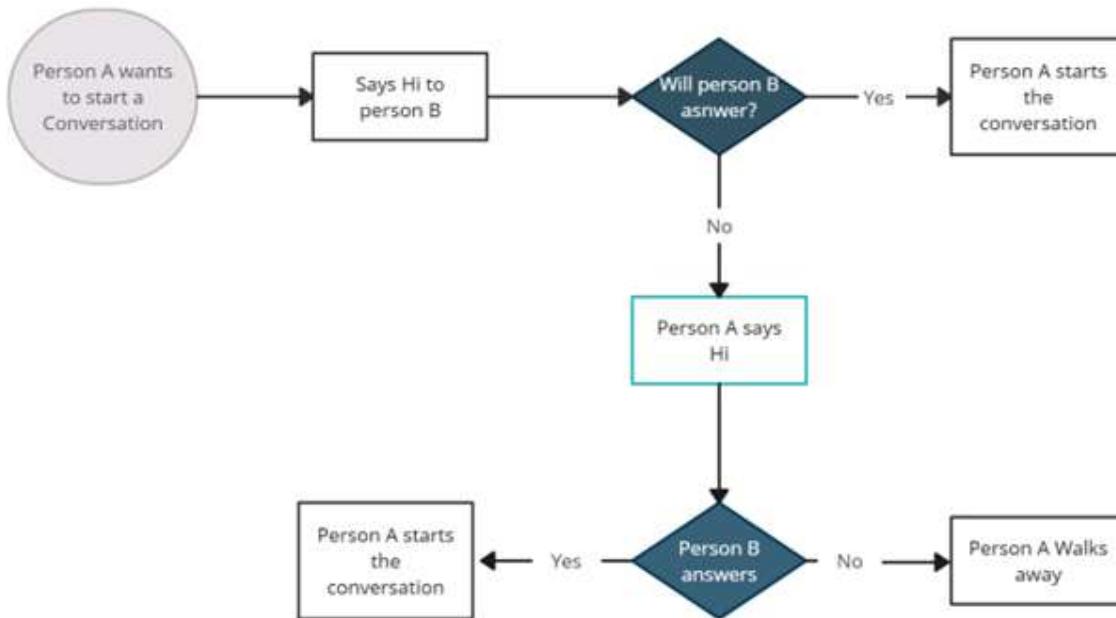 Person A wants
to start a
Conversation
Says Hi to
person B
Will person B
asnwer?
Yes
Person A starts
the
conversation
No
Person A says
Hi
Person B
answers
Yes
Person A starts
the
conversation
No
Person A Walks
away